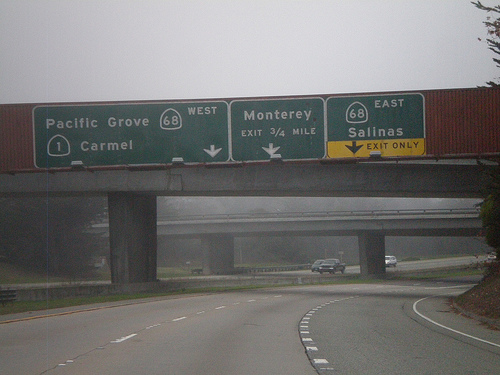 Pacific Grove 68 WEST
1 Carmel
Monterey
EXIT 3/4 MILE
68 EAST
Salinas
EXIT ONLY